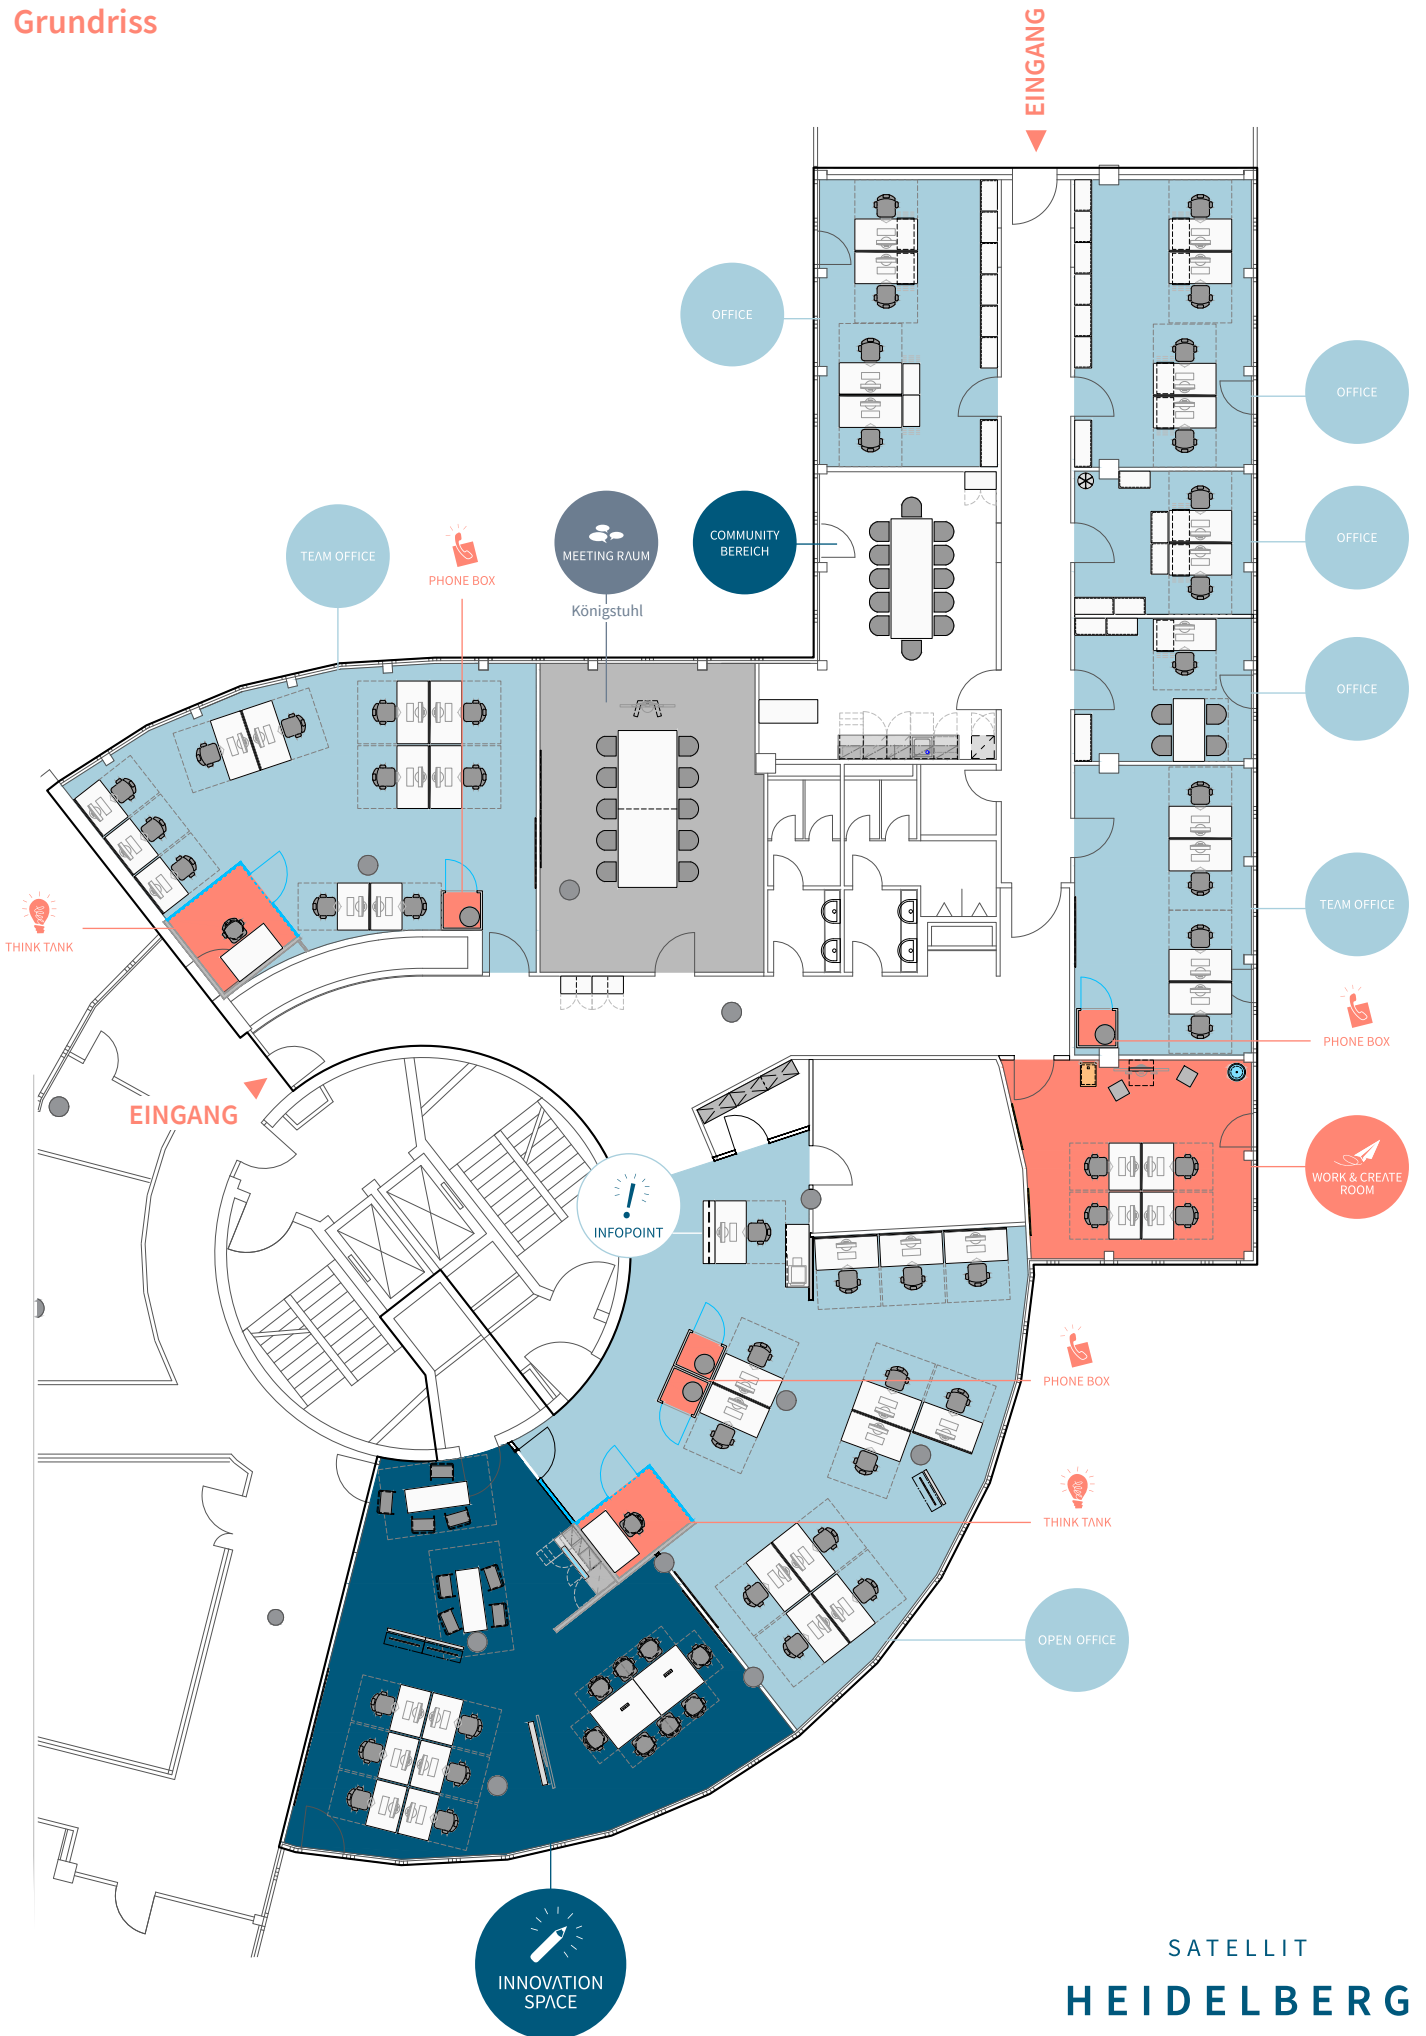 Grundriss
EINGANG
OFFICE
OFFICE
COMMUNITY
BEREICH
MEETING RAUM
Königstuhl
TEAM OFFICE
PHONE BOX
OFFICE
OFFICE
TEAM OFFICE
THINK TANK
PHONE BOX
EINGANG
WORK & CREATE
ROOM
INFOPOINT
PHONE BOX
THINK TANK
OPEN OFFICE
INNOVATION
SPACE
SATELLIT
HEIDELBERG